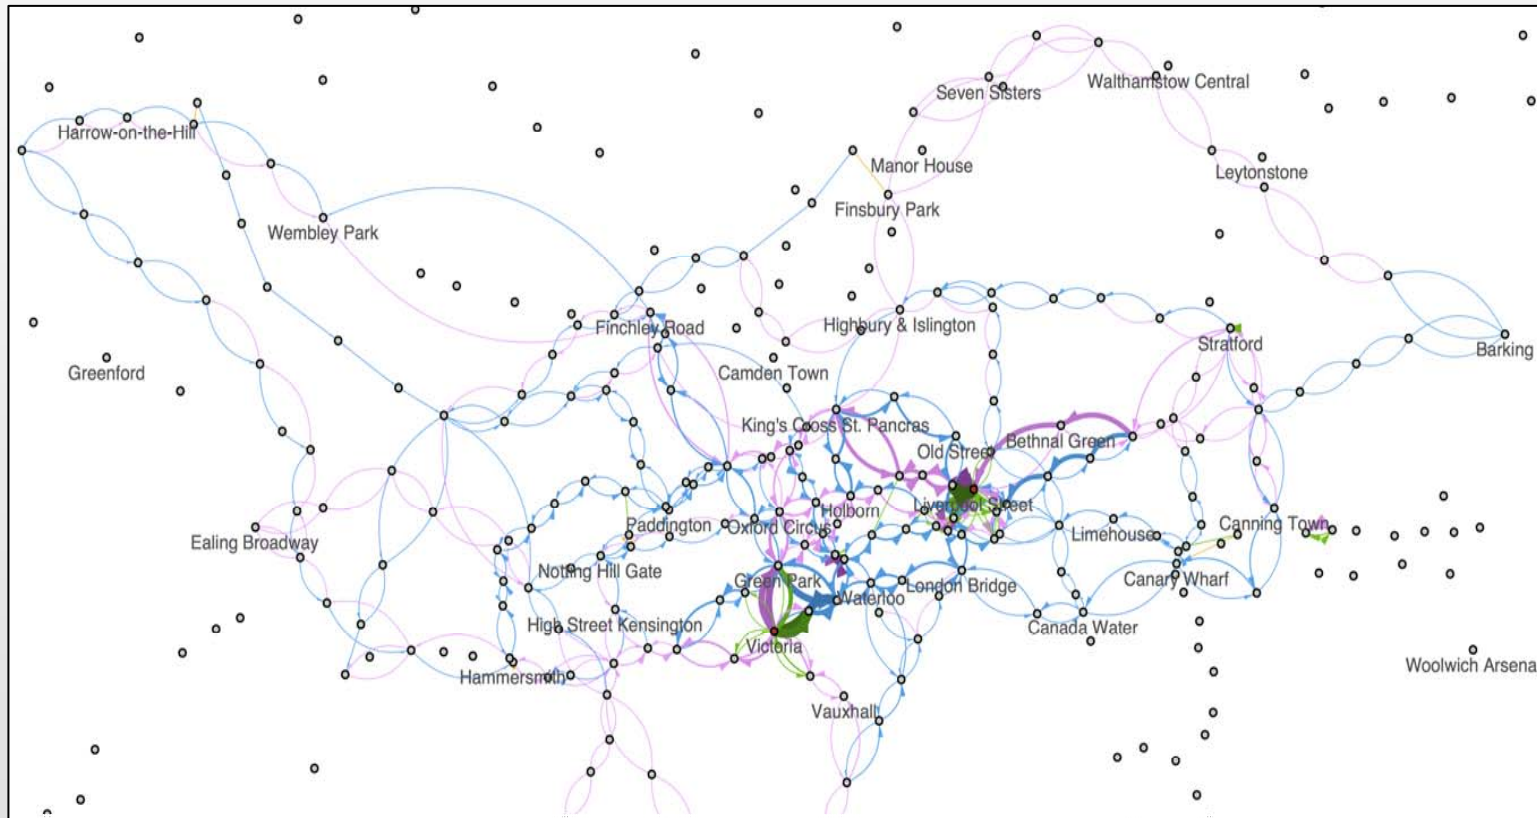 Walthamstow Central
Seven Sisters
Harrow-on-the-Hill
Manor House
Leytonstone
Finsbury Park
Wembley Park
Highbury & Islington
Finchley Road
Stratford
Barking
Greenford
Camden Town
King's Cross St. Pancras
Bethnal Green
Old Street
Liverpool Street
Holborn
Paddington
Oxford Circus
Canning Town
Limehouse
Ealing Broadway
Notting Hill Gate
Green Park
Canary Wharf
London Bridge
Waterloo
High Street Kensington
Canada Water
Victoria
Woolwich Arsena
Hammersmith
Vauxhall